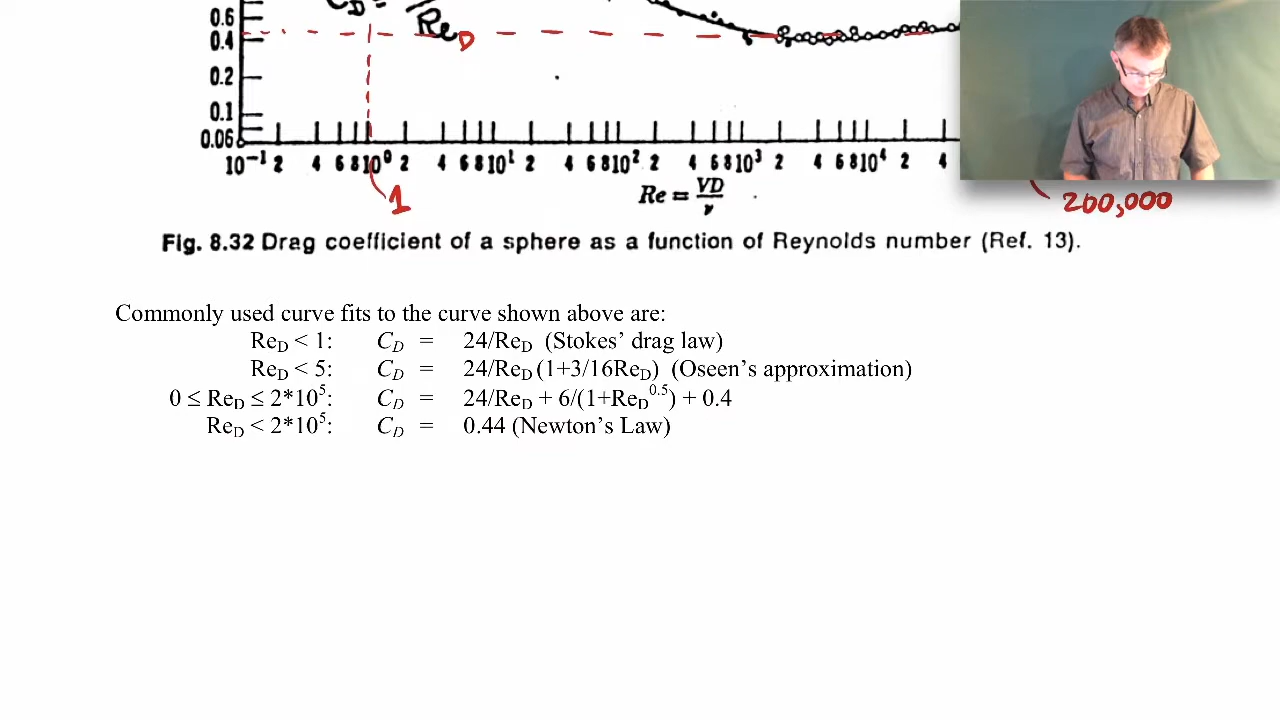 0.6
C_D = /Re_D
0.4
0.2
0.1
0.06
10⁻¹ 2 4 6 8 10⁰ 2 4 6 8 10¹ 2 4 6 8 10² 2 4 6 8 10³ 2 4 6 8 10⁴ 2 4
Re = VD/ν
1
200,000
Fig. 8.32 Drag coefficient of a sphere as a function of Reynolds number (Ref. 13).
Commonly used curve fits to the curve shown above are:
Re_D < 1: C_D = 24/Re_D (Stokes’ drag law)
Re_D < 5: C_D = 24/Re_D (1+3/16Re_D) (Oseen’s approximation)
0 ≤ Re_D ≤ 2*10⁵: C_D = 24/Re_D + 6/(1+Re_D^0.5) + 0.4
Re_D < 2*10⁵: C_D = 0.44 (Newton’s Law)